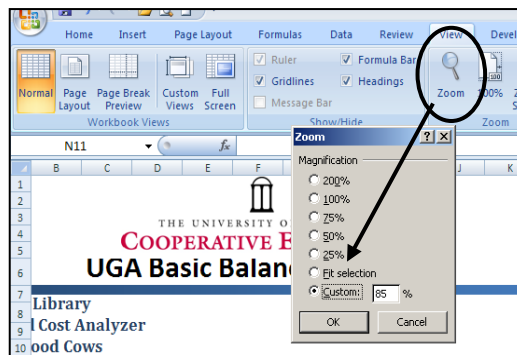 Home Insert Page Layout Formulas Data Review View Devel
Normal Page Layout Page Break Preview Custom Views Full Screen
Workbook Views
Ruler Formula Bar
Gridlines Headings
Message Bar
Show/Hide
Zoom 100%
Zoom
N11 fx
B C D E F J K
1
2
3
4
5
6
7
8
9
10
THE UNIVERSITY O
COOPERATIVE E
UGA Basic Balan
Library
l Cost Analyzer
ood Cows
Zoom
Magnification
200%
100%
75%
50%
25%
Fit selection
Custom: 85 %
OK Cancel